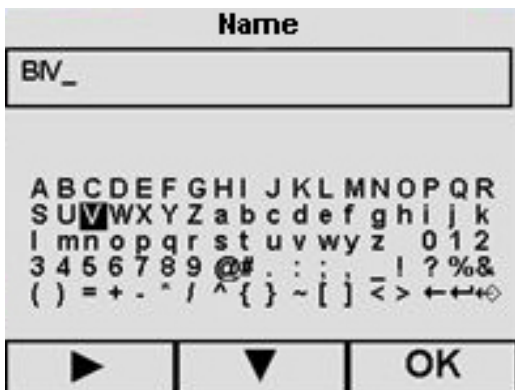 Name
BIV_
A B C D E F G H I J K L M N O P Q R
S U V W X Y Z a b c d e f g h i j k
l m n o p q r s t u v w y z 0 1 2
3 4 5 6 7 8 9 @ # . : ; , _ ! ? % &
( ) = + - * / ^ { } ~ [ ] < > ← ↵
▶ ▼ OK